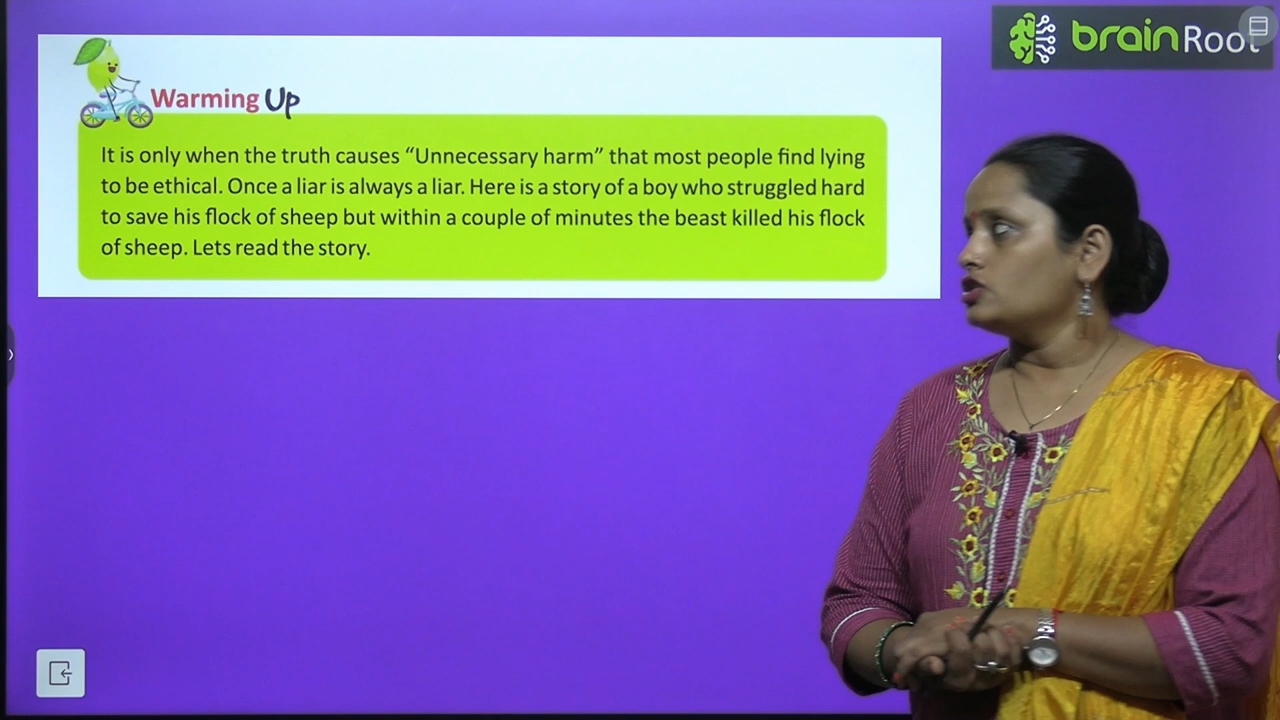 brainRoot
Warming Up
It is only when the truth causes “Unnecessary harm” that most people find lying
to be ethical. Once a liar is always a liar. Here is a story of a boy who struggled hard
to save his flock of sheep but within a couple of minutes the beast killed his flock
of sheep. Lets read the story.